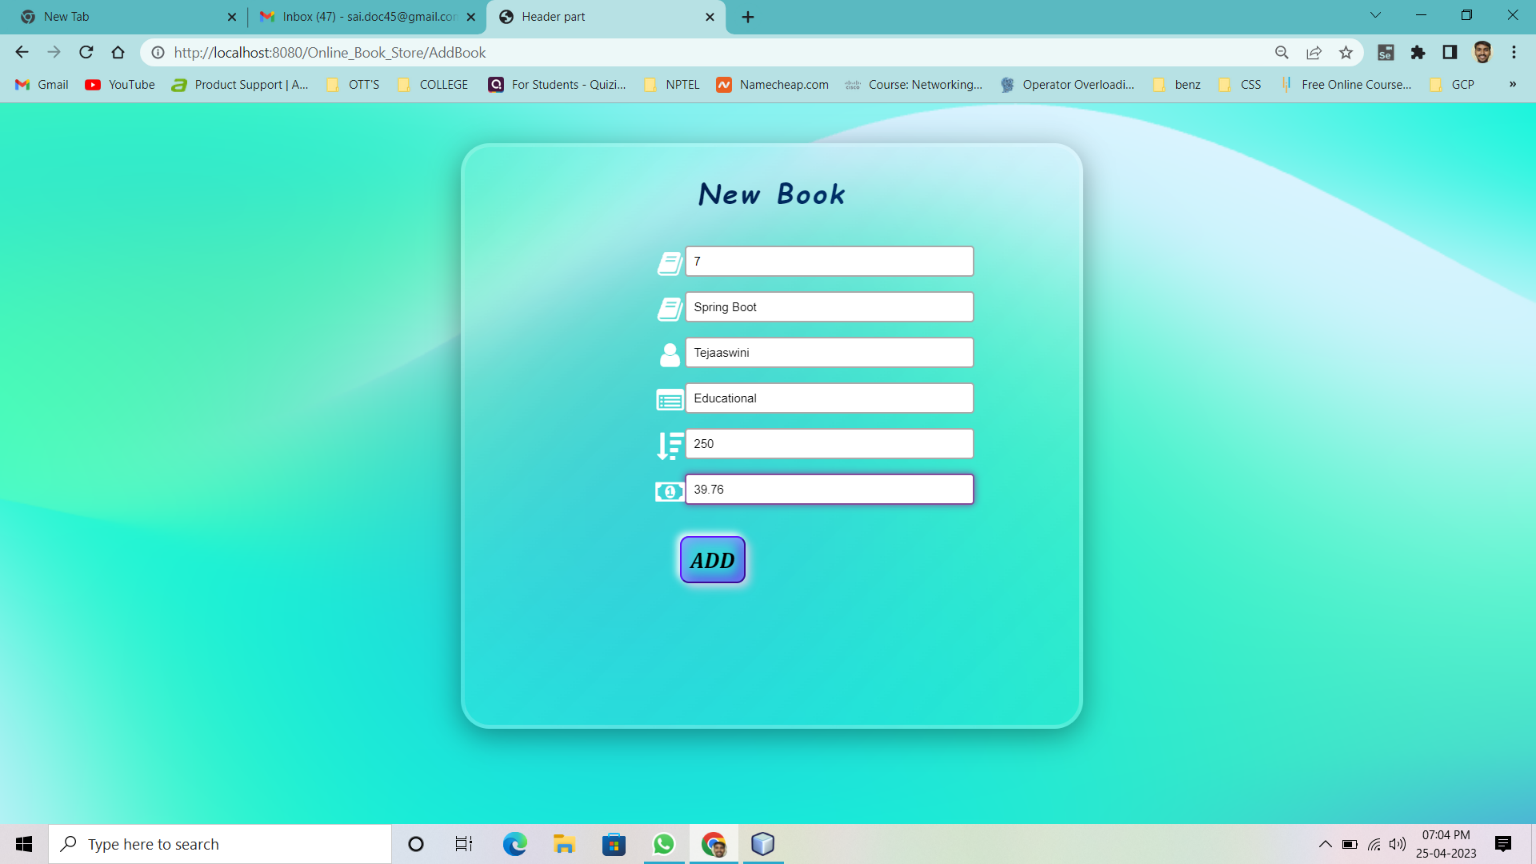 New Tab
Inbox (47) - sai.doc45@gmail.co
Header part
http://localhost:8080/Online_Book_Store/AddBook
Se
Gmail
YouTube
Product Support | A...
OTT'S
COLLEGE
For Students - Quizi...
NPTEL
Namecheap.com
Course: Networking...
Operator Overloadi...
benz
CSS
Free Online Course...
GCP
»
New Book
7
Spring Boot
Tejaaswini
Educational
250
39.76
ADD
Type here to search
07:04 PM
25-04-2023